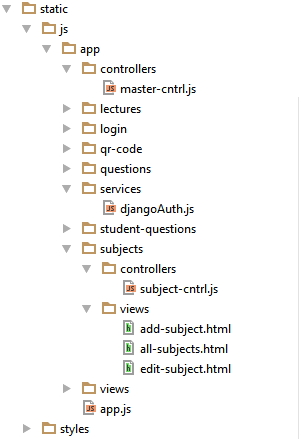 static
js
app
controllers
master-cntrl.js
lectures
login
qr-code
questions
services
djangoAuth.js
student-questions
subjects
controllers
subject-cntrl.js
views
add-subject.html
all-subjects.html
edit-subject.html
views
app.js
styles